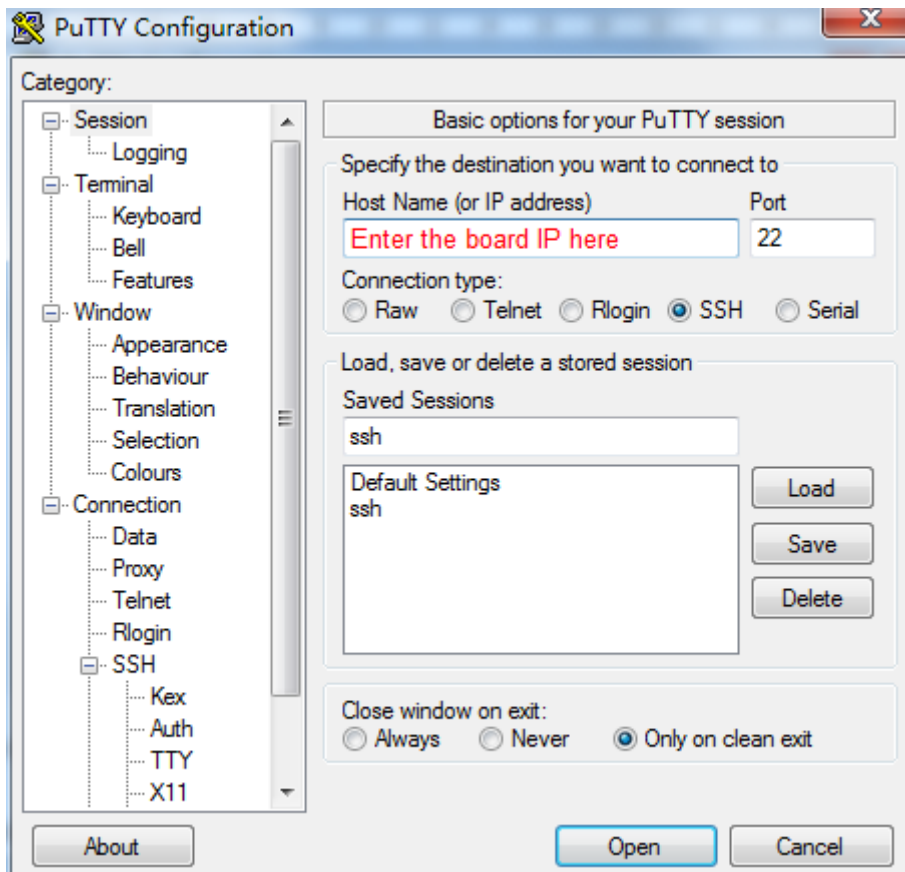 PuTTY Configuration
X
Category:
Session
Logging
Terminal
Keyboard
Bell
Features
Window
Appearance
Behaviour
Translation
Selection
Colours
Connection
Data
Proxy
Telnet
Rlogin
SSH
Kex
Auth
TTY
X11
Basic options for your PuTTY session
Specify the destination you want to connect to
Host Name (or IP address) Port
Enter the board IP here 22
Connection type:
Raw Telnet Rlogin SSH Serial
Load, save or delete a stored session
Saved Sessions
ssh
Default Settings
ssh
Load
Save
Delete
Close window on exit:
Always Never Only on clean exit
About Open Cancel